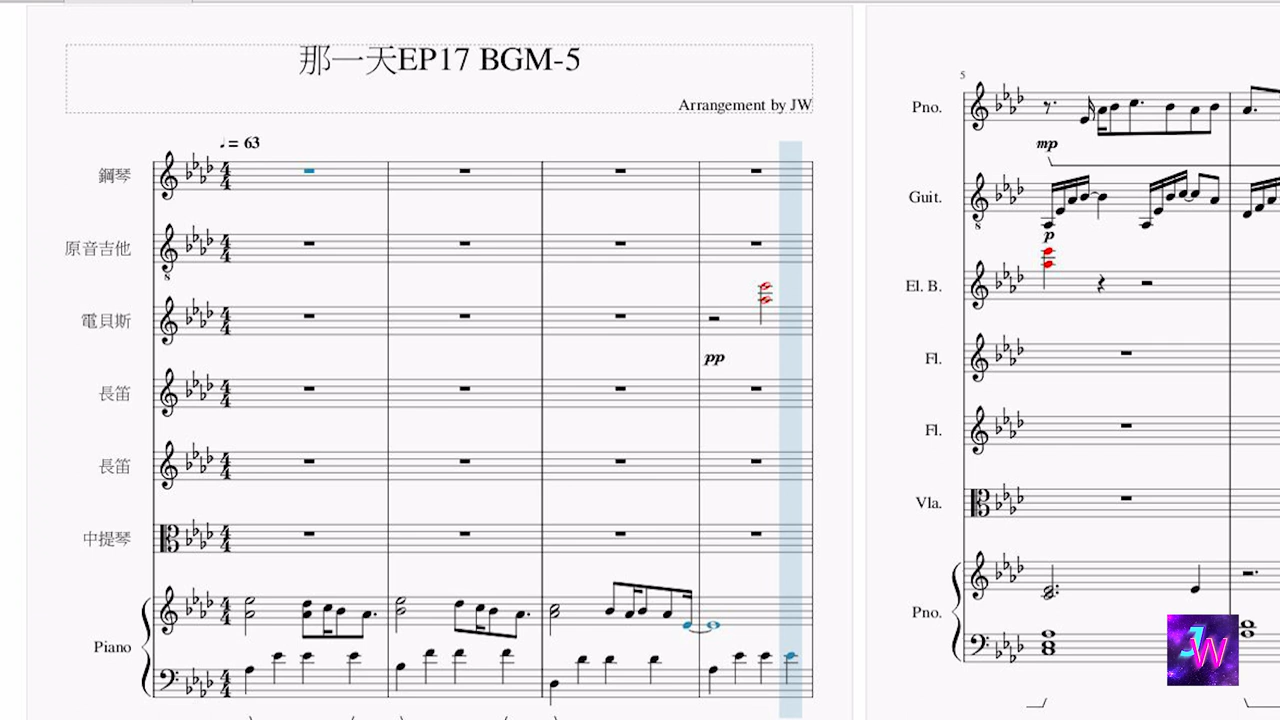 那一天EP17 BGM-5
Arrangement by JW
♩= 63
鋼琴
原音吉他
電貝斯
pp
長笛
長笛
中提琴
Piano
5
Pno.
mp
Guit.
8
p
El. B.
Fl.
Fl.
Vla.
Pno.
JW